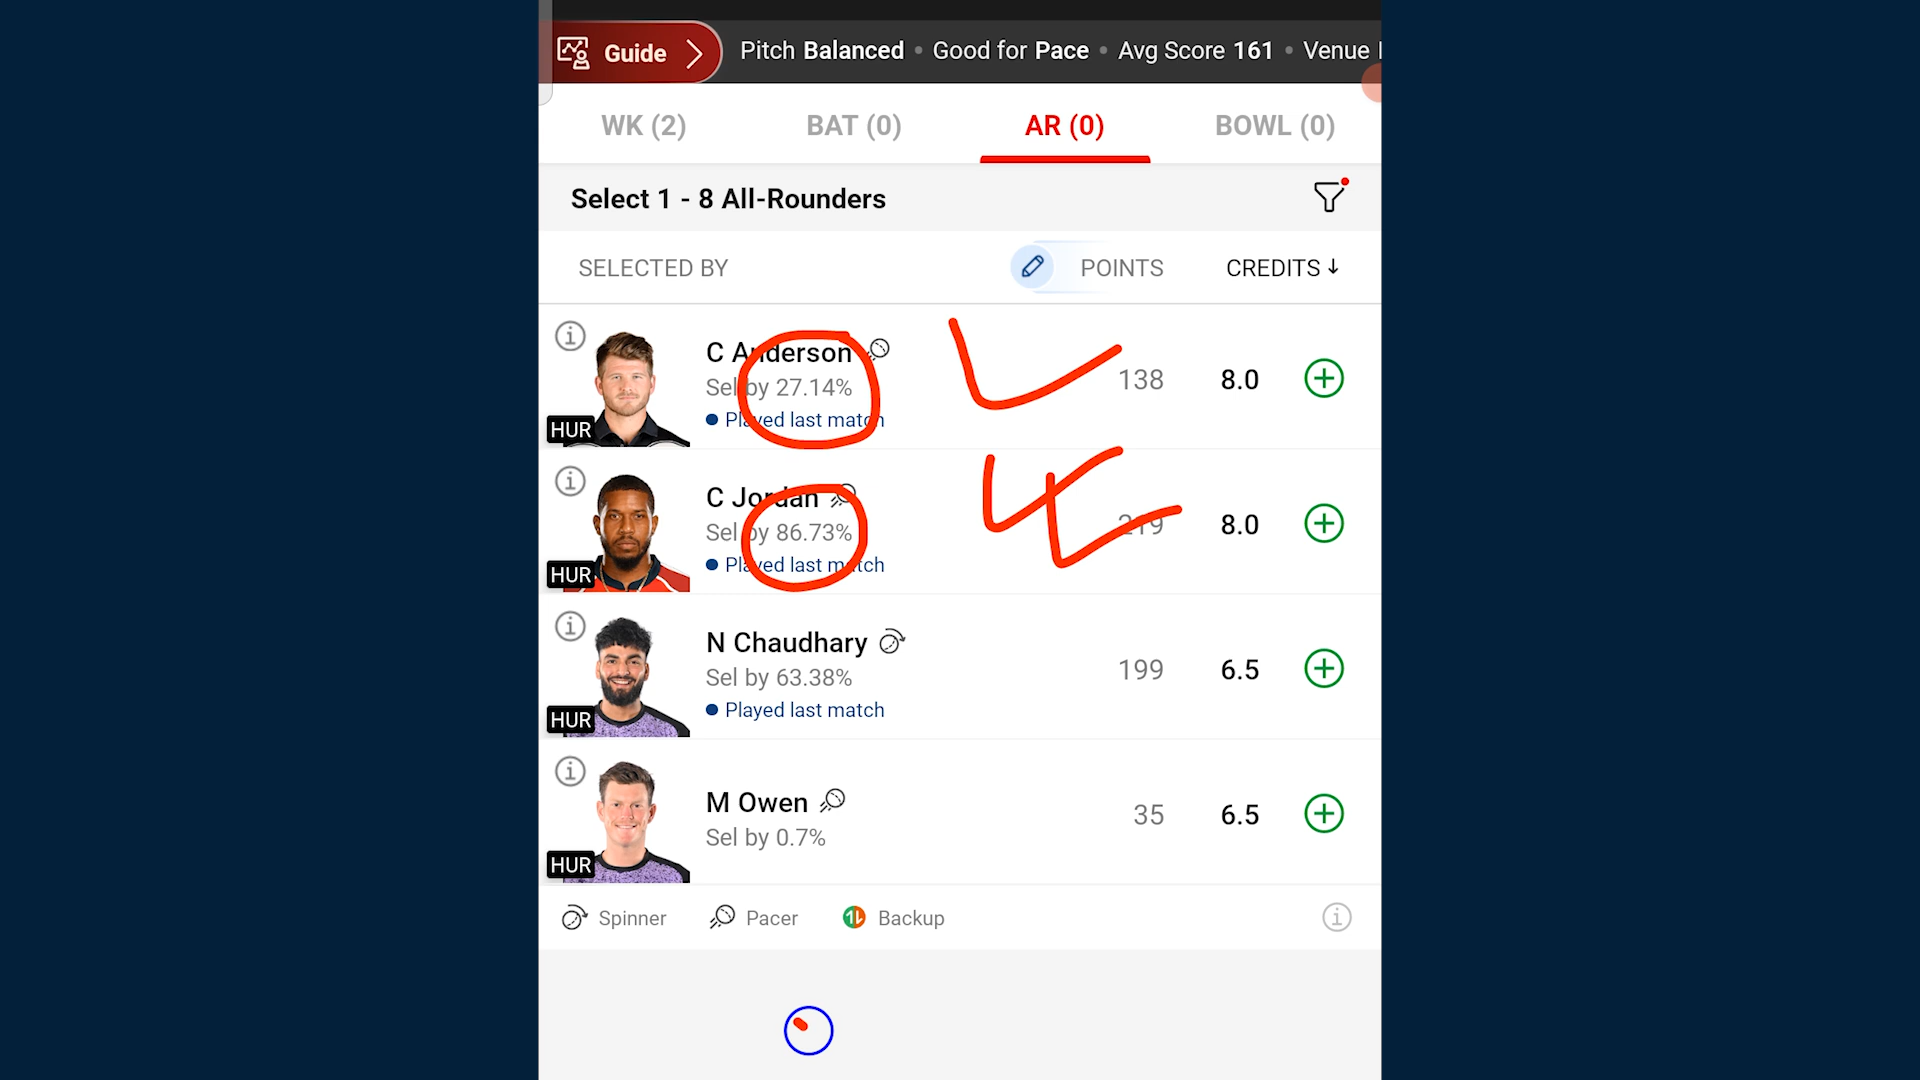 Guide
Pitch Balanced • Good for Pace • Avg Score 161 • Venue
WK (2) BAT (0) AR (0) BOWL (0)
Select 1 - 8 All-Rounders
SELECTED BY POINTS CREDITS ↓
C Anderson
Sel by 27.14% 138 8.0
• Played last match
HUR
C Jordan
Sel by 86.73% 219 8.0
• Played last match
HUR
N Chaudhary
Sel by 63.38% 199 6.5
• Played last match
HUR
M Owen
Sel by 0.7% 35 6.5
HUR
Spinner Pacer Backup